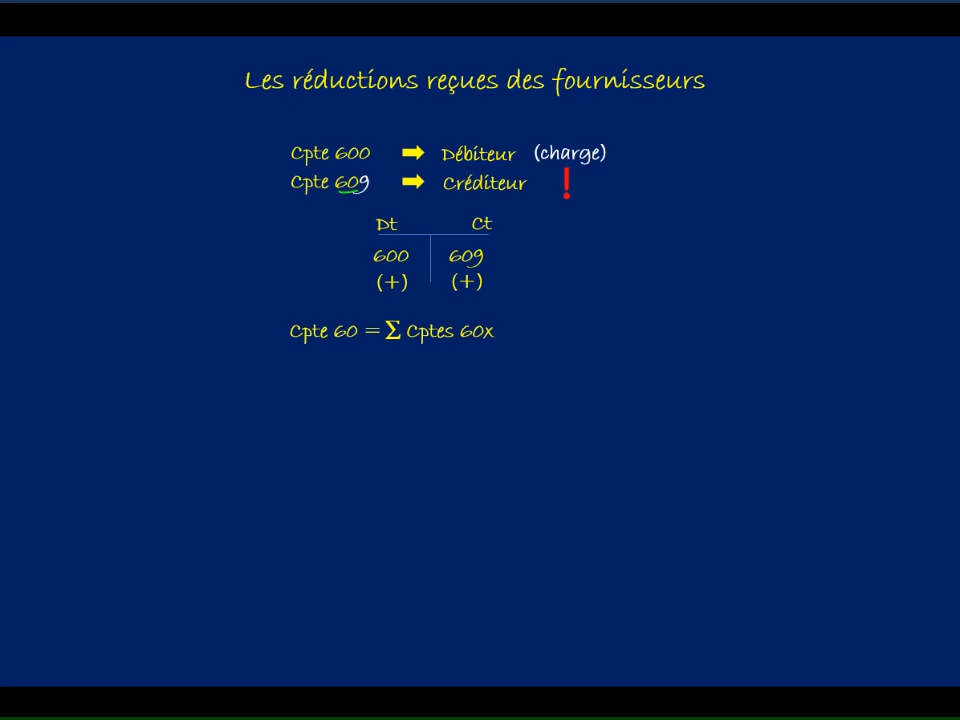 Les réductions reçues des fournisseurs
Cpte 600 ➡ Débiteur (charge)
Cpte 609 ➡ Créditeur ❗
Dt Ct
600 609
(+) (+)
Cpte 60 = Σ Cptes 60x